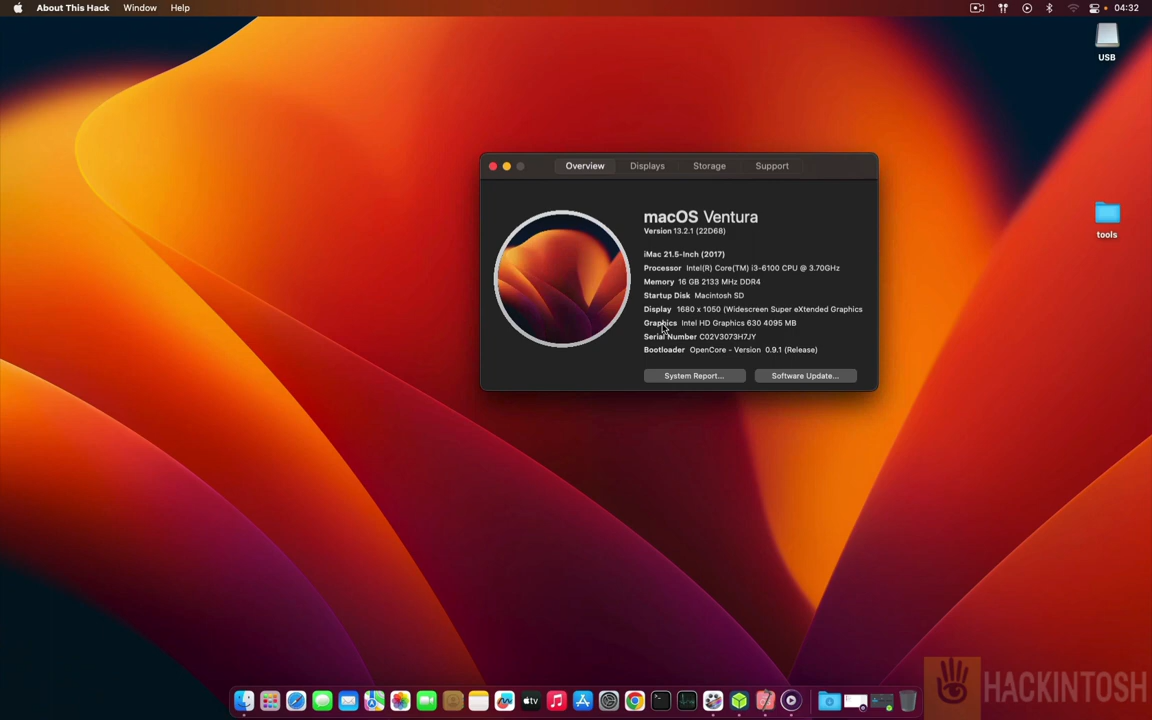 About This Hack Window Help 04:32
USB
Overview Displays Storage Support
macOS Ventura
Version 13.2.1 (22D68)
iMac 21.5-Inch (2017)
Processor Intel(R) Core(TM) i3-6100 CPU @ 3.70GHz
Memory 16 GB 2133 MHz DDR4
Startup Disk Macintosh SD
Display 1680 x 1050 (Widescreen Super eXtended Graphics
Graphics Intel HD Graphics 630 4095 MB
Serial Number C02V3073H7JY
Bootloader OpenCore - Version 0.9.1 (Release)
System Report... Software Update...
tools
tv
HACKINTOSH